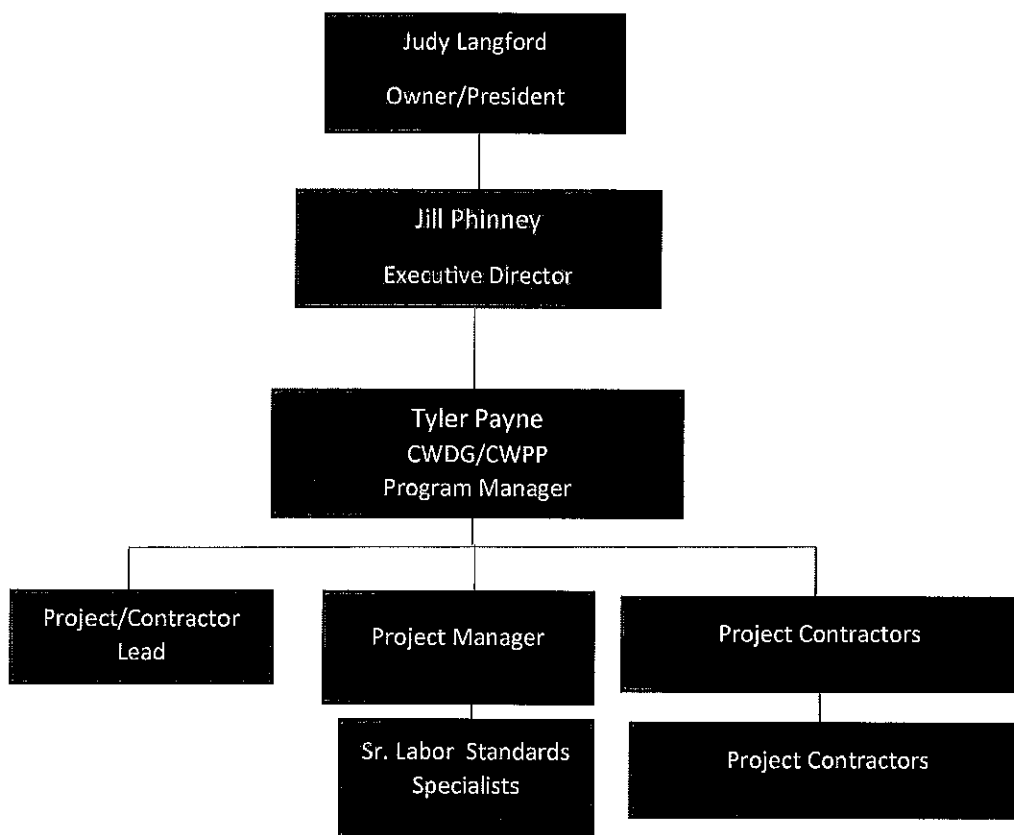 Judy Langford
Owner/President
Jill Phinney
Executive Director
Tyler Payne
CWDG/CWPP
Program Manager
Project/Contractor
Lead
Project Manager
Project Contractors
Sr. Labor Standards
Specialists
Project Contractors